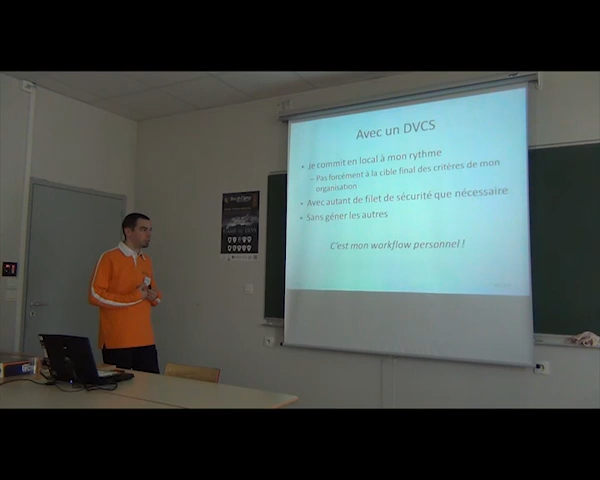 Avec un DVCS
• Je commit en local à mon rythme
– Pas forcément à la cible final des critères de mon
organisation
• Avec autant de filet de sécurité que nécessaire
• Sans gêner les autres
C'est mon workflow personnel !